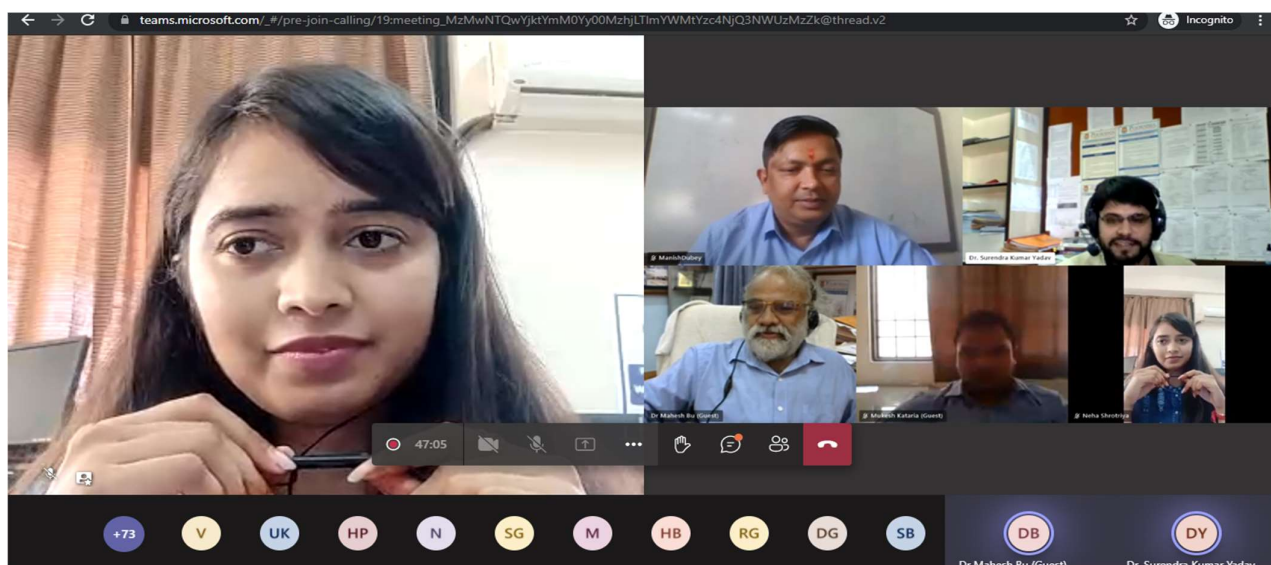 teams.microsoft.com/_#/pre-join-calling/19:meeting_MzMwNTQwYjktYmM0Yy00MzhjLTlmYWMtYzc4NjQ3NWUzMzZk@thread.v2
Incognito
ManishDubey
Dr. Surendra Kumar Yadav
Dr Mahesh Bu (Guest)
Mukesh Kataria (Guest)
Neha Shrotriya
47:05
+73
V
UK
HP
N
SG
M
HB
RG
DG
SB
DB
DY
Dr Mahesh Bu (Guest)
Dr. Surendra Kumar Yadav